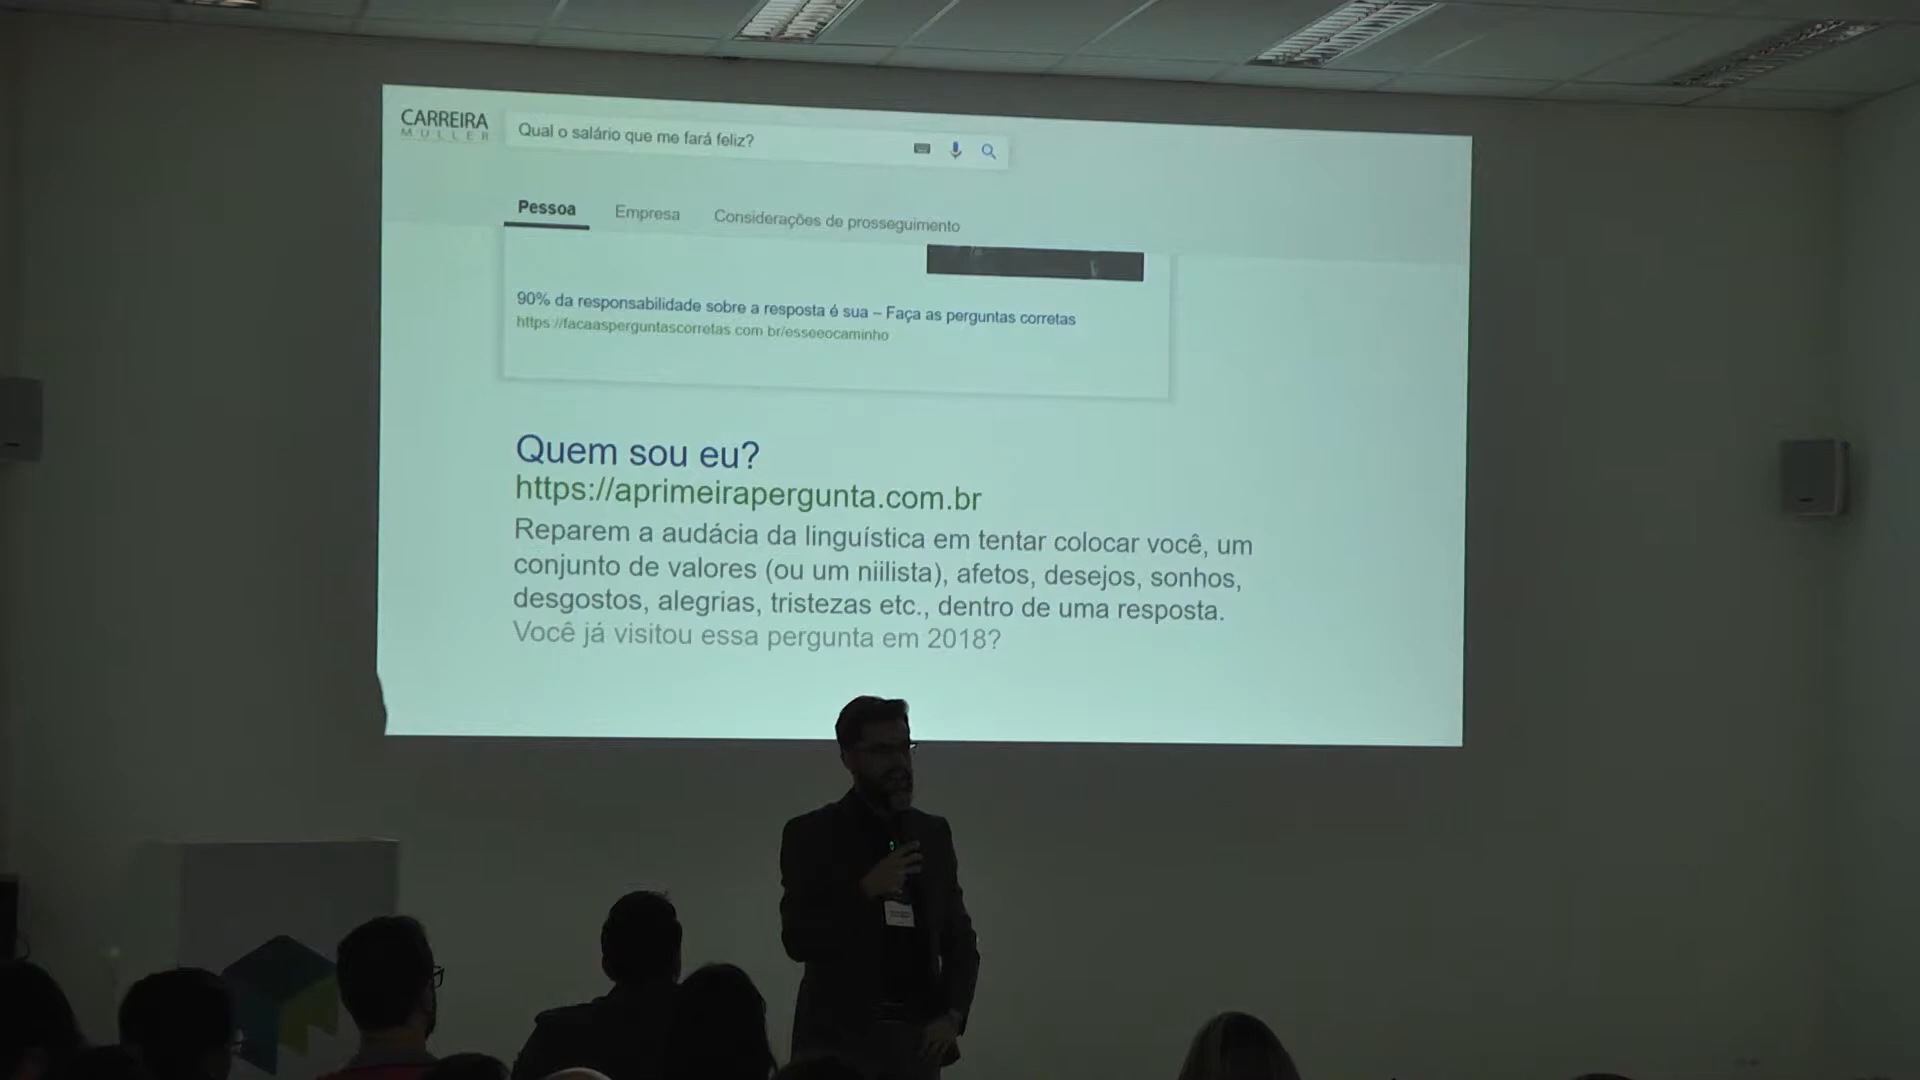 CARREIRA
MULLER
Qual o salário que me fará feliz?
Pessoa Empresa Considerações de prosseguimento
90% da responsabilidade sobre a resposta é sua – Faça as perguntas corretas
https://facaasperguntascorretas.com.br/esseeocaminho
Quem sou eu?
https://aprimeirapergunta.com.br
Reparem a audácia da linguística em tentar colocar você, um
conjunto de valores (ou um niilista), afetos, desejos, sonhos,
desgostos, alegrias, tristezas etc., dentro de uma resposta.
Você já visitou essa pergunta em 2018?